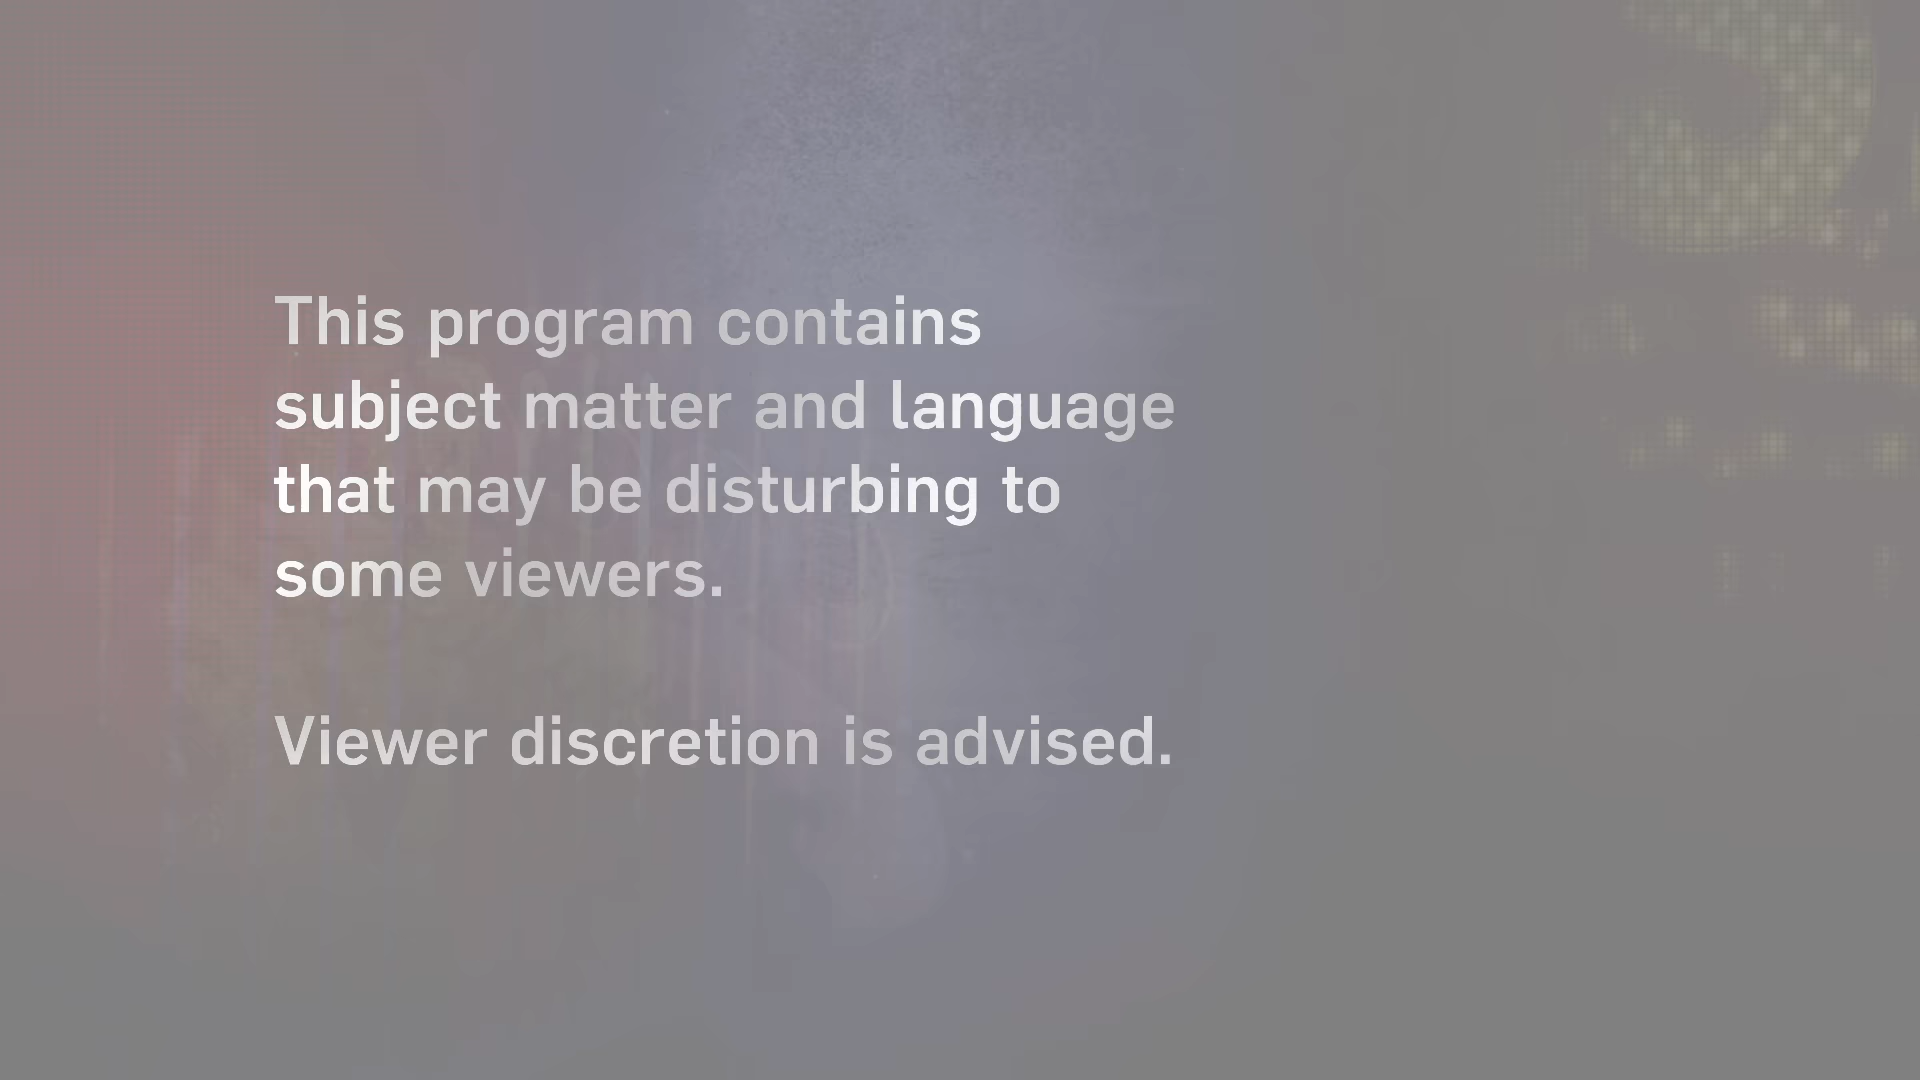 This program contains
subject matter and language
that may be disturbing to
some viewers.
Viewer discretion is advised.